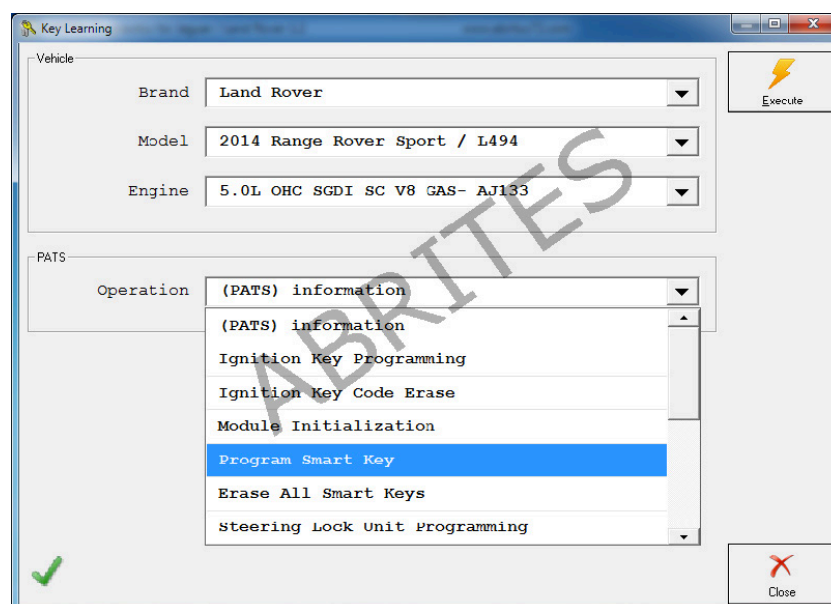 Key Learning
Vehicle
Brand Land Rover
Execute
Model 2014 Range Rover Sport / L494
Engine 5.0L OHC SGDI SC V8 GAS- AJ133
PATS
Operation (PATS) information
(PATS) information
Ignition Key Programming
Ignition Key Code Erase
Module Initialization
Program Smart Key
Erase All Smart Keys
Steering Lock Unit Programming
ABRITES
Close